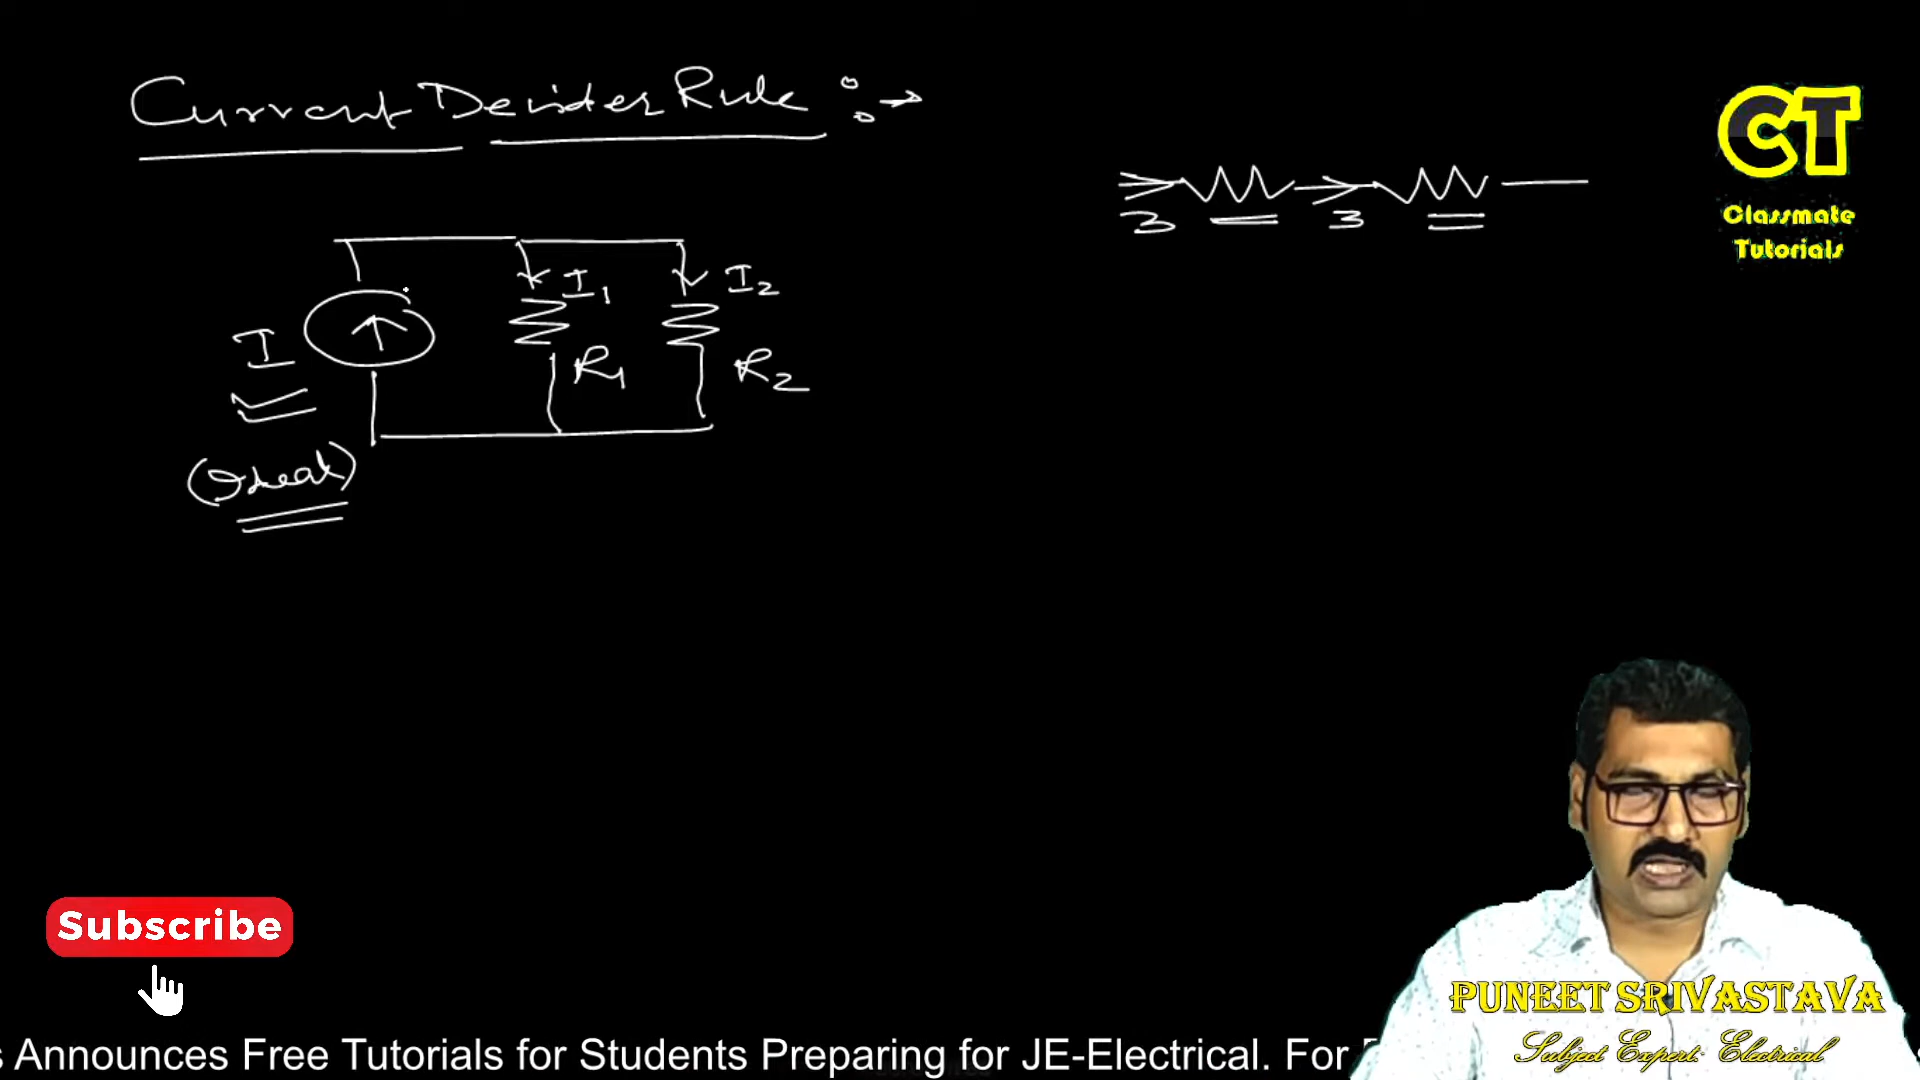 Current Devider Rule :→
CT
Classmate
Tutorials
3 3
I₁ I₂
I
R₁ R₂
(Ideal)
Subscribe
PUNEET SRIVASTAVA
Subject Expert: Electrical
s Announces Free Tutorials for Students Preparing for JE-Electrical. For